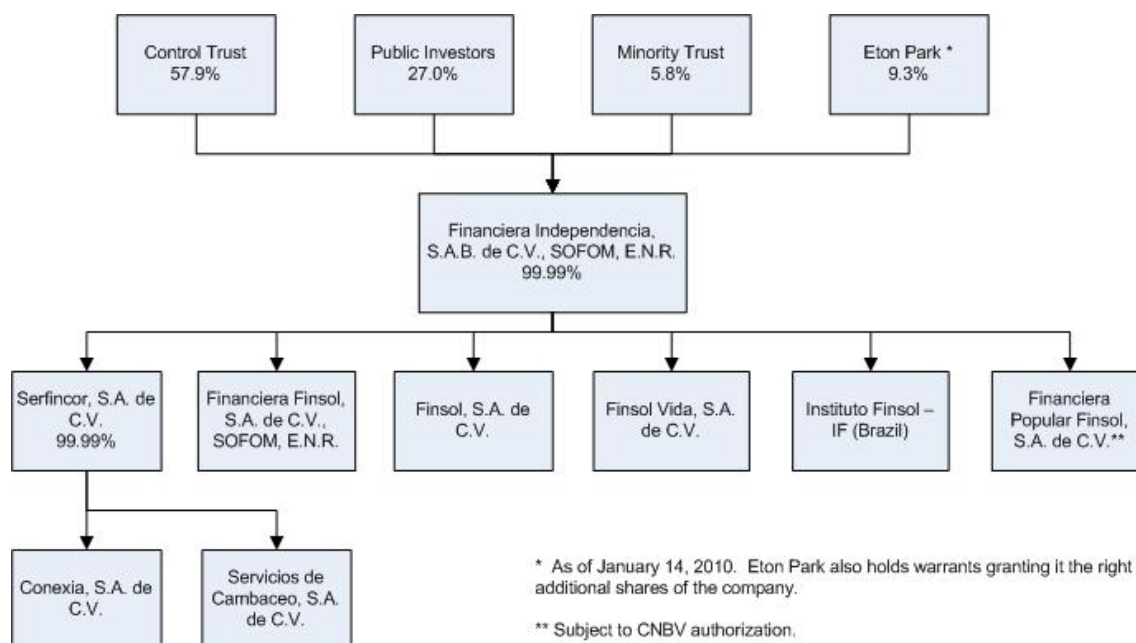 Control Trust
57.9%
Public Investors
27.0%
Minority Trust
5.8%
Eton Park *
9.3%
Financiera Independencia,
S.A.B. de C.V., SOFOM, E.N.R.
99.99%
Serfincor, S.A. de
C.V.
99.99%
Financiera Finsol,
S.A. de C.V.,
SOFOM, E.N.R.
Finsol, S.A. de
C.V.
Finsol Vida, S.A.
de C.V.
Instituto Finsol –
IF (Brazil)
Financiera
Popular Finsol,
S.A. de C.V.**
Conexia, S.A. de
C.V.
Servicios de
Cambaceo, S.A.
de C.V.
* As of January 14, 2010. Eton Park also holds warrants granting it the right
additional shares of the company.
** Subject to CNBV authorization.